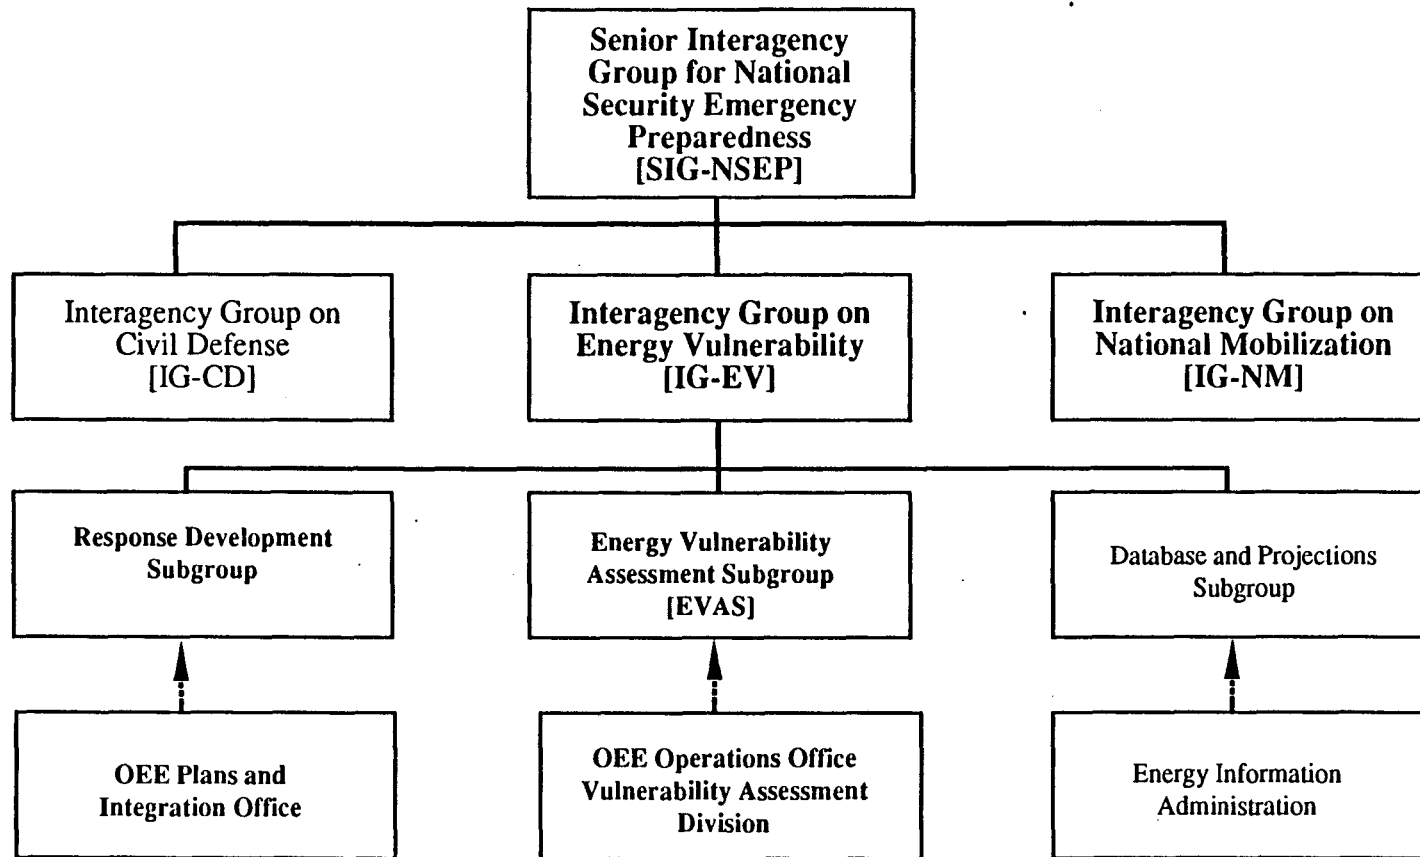 Senior Interagency
Group for National
Security Emergency
Preparedness
[SIG-NSEP]
Interagency Group on
Civil Defense
[IG-CD]
Interagency Group on
Energy Vulnerability
[IG-EV]
Interagency Group on
National Mobilization
[IG-NM]
Response Development
Subgroup
Energy Vulnerability
Assessment Subgroup
[EVAS]
Database and Projections
Subgroup
OEE Plans and
Integration Office
OEE Operations Office
Vulnerability Assessment
Division
Energy Information
Administration